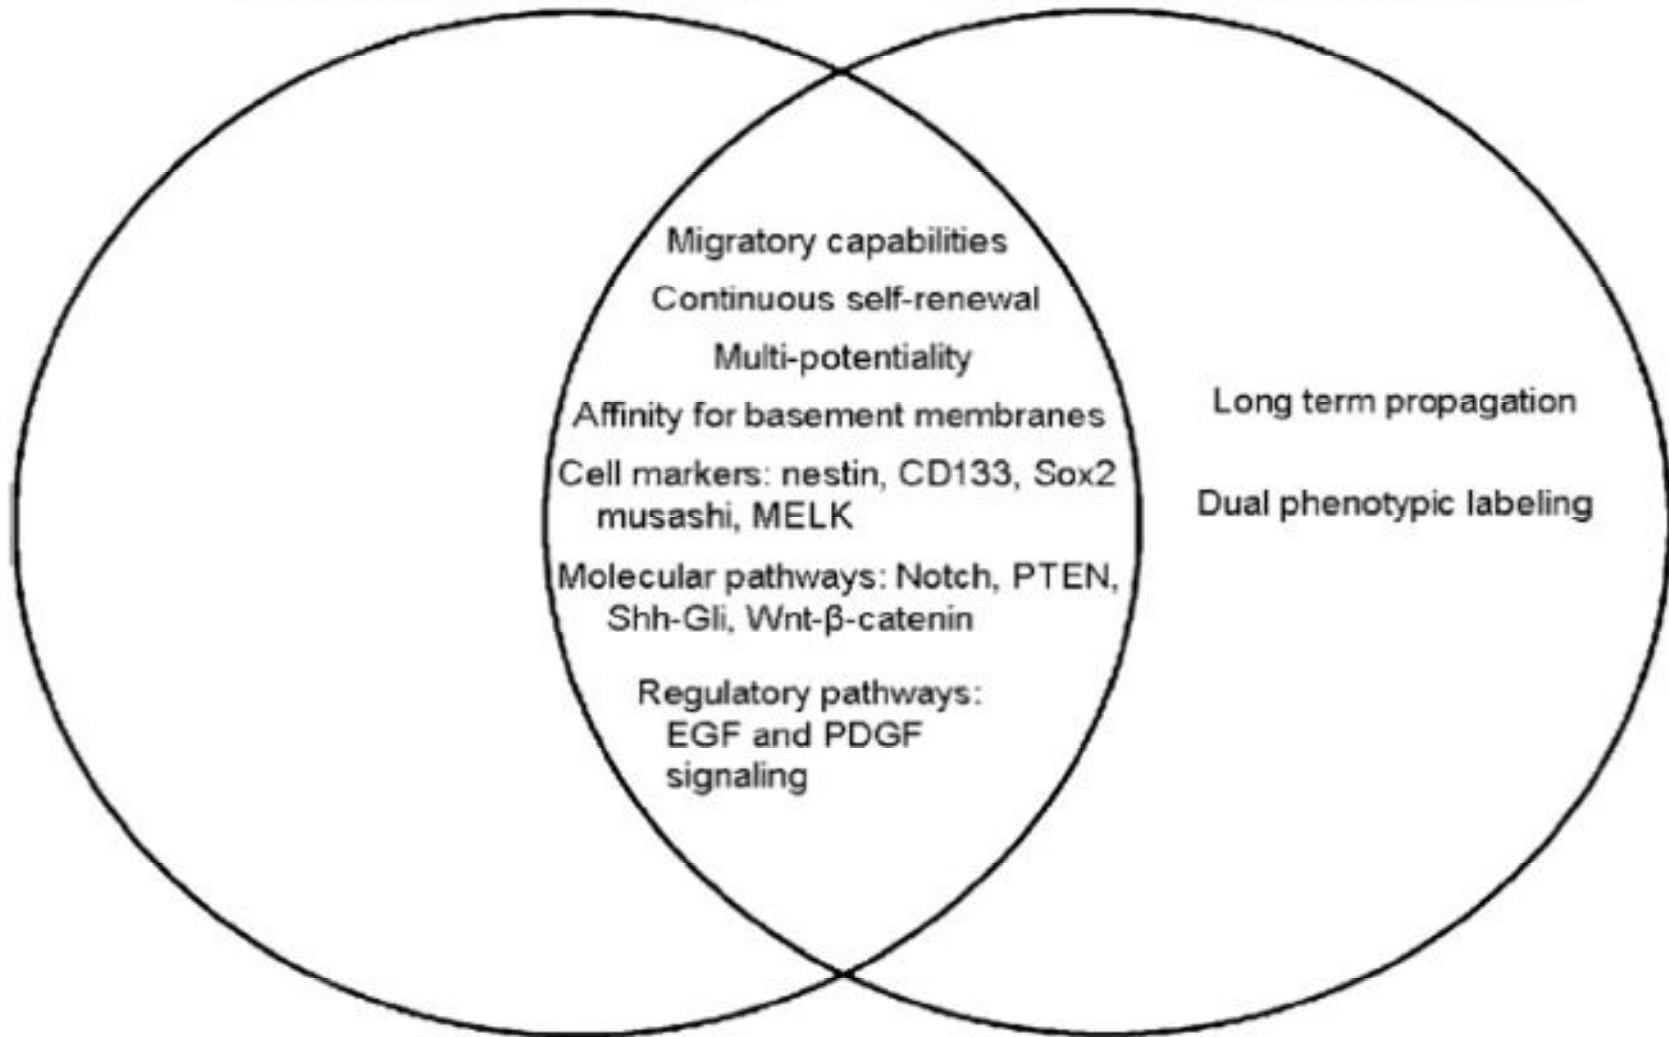 Migratory capabilities
Continuous self-renewal
Multi-potentiality
Affinity for basement membranes
Cell markers: nestin, CD133, Sox2
musashi, MELK
Molecular pathways: Notch, PTEN,
Shh-Gli, Wnt-β-catenin
Regulatory pathways:
EGF and PDGF
signaling
Long term propagation
Dual phenotypic labeling